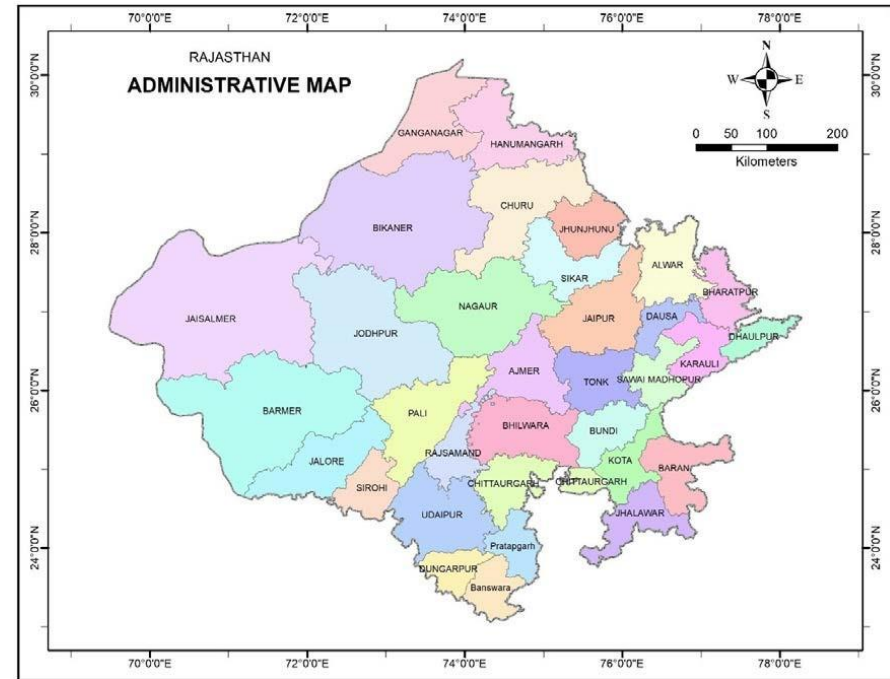 70°0'0"E 72°0'0"E 74°0'0"E 76°0'0"E 78°0'0"E
RAJASTHAN
ADMINISTRATIVE MAP
N
W E
S
0 50 100 200
Kilometers
30°0'0"N 30°0'0"N
GANGANAGAR
HANUMANGARH
CHURU
BIKANER
JHUNJHUNU
28°0'0"N 28°0'0"N
ALWAR
SIKAR
BHARATPUR
NAGAUR
JAISALMER
JAIPUR
DAUSA
JODHPUR
DHAULPUR
KARAULI
AJMER
TONK
SAWAI MADHOPUR
26°0'0"N 26°0'0"N
BARMER
PALI
BHILWARA
BUNDI
RAJSAMAND
KOTA
JALORE
BARAN
SIROHI
CHITTAURGARH
CHITTAURGARH
UDAIPUR
JHALAWAR
24°0'0"N 24°0'0"N
Pratapgarh
DUNGARPUR
Banswara
70°0'0"E 72°0'0"E 74°0'0"E 76°0'0"E 78°0'0"E